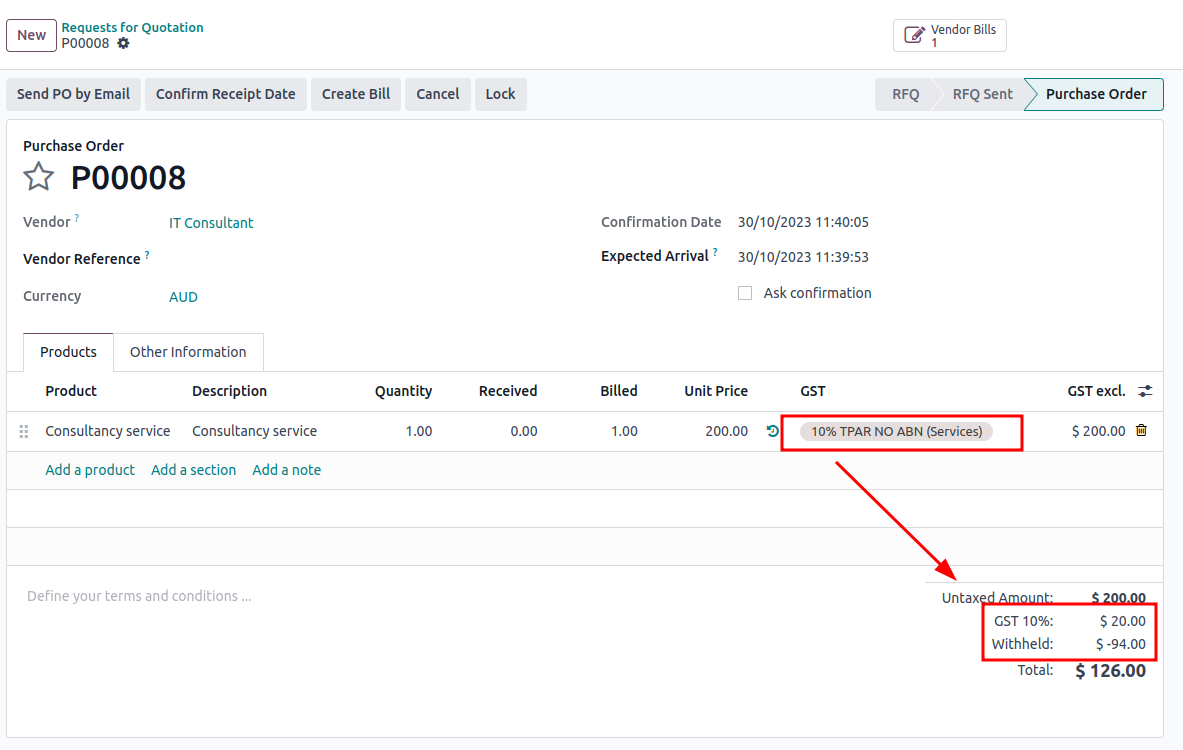 New
Requests for Quotation
P00008
Vendor Bills
1
Send PO by Email Confirm Receipt Date Create Bill Cancel Lock
RFQ RFQ Sent Purchase Order
Purchase Order
P00008
Vendor ? IT Consultant
Confirmation Date 30/10/2023 11:40:05
Vendor Reference ?
Expected Arrival ? 30/10/2023 11:39:53
Currency AUD
Ask confirmation
Products Other Information
Product Description Quantity Received Billed Unit Price GST GST excl.
Consultancy service Consultancy service 1.00 0.00 1.00 200.00 10% TPAR NO ABN (Services) $ 200.00
Add a product Add a section Add a note
Define your terms and conditions ...
Untaxed Amount: $ 200.00
GST 10%: $ 20.00
Withheld: $ -94.00
Total: $ 126.00